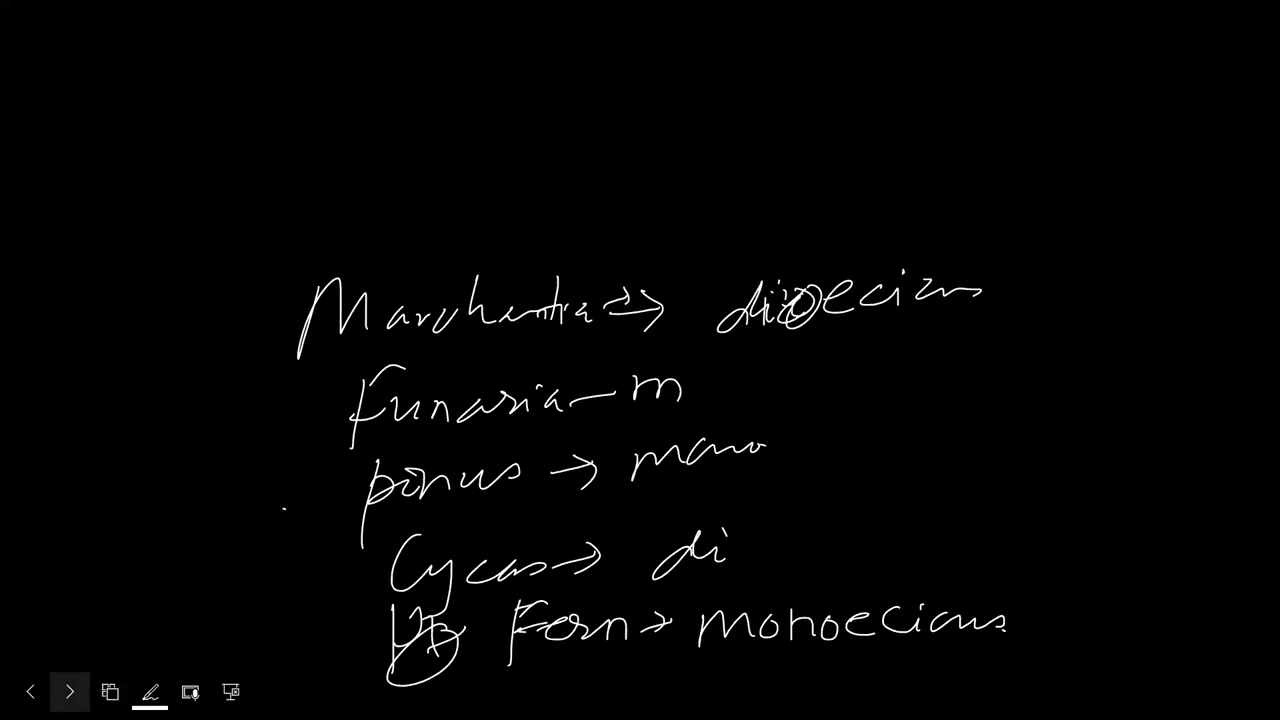 Marchantia → dioecious
Funaria - m
pinus → mono
Cycas → di
Fern → monoecious